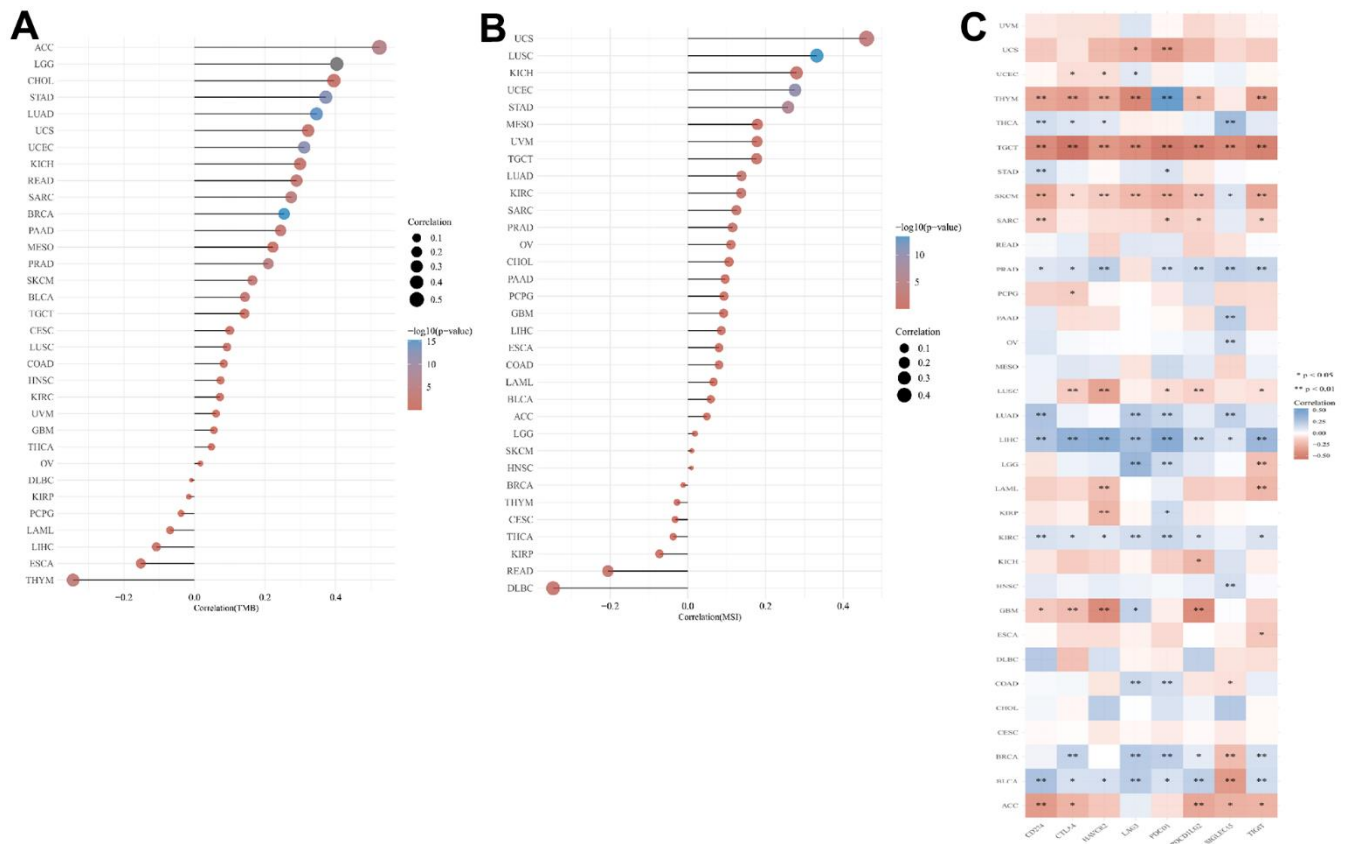 A
ACC
LGG
CHOL
STAD
LUAD
UCS
UCEC
KICH
READ
SARC
BRCA
PAAD
MESO
PRAD
SKCM
BLCA
TGCT
CESC
LUSC
COAD
HNSC
KIRC
UVM
GBM
THCA
OV
DLBC
KIRP
PCPG
LAML
LIHC
ESCA
THYM
−0.2 0.0 0.2 0.4
Correlation(TMB)
Correlation
0.1
0.2
0.3
0.4
0.5
−log10(p−value)
15
10
5
B
UCS
LUSC
KICH
UCEC
STAD
MESO
UVM
TGCT
LUAD
KIRC
SARC
PRAD
OV
CHOL
PAAD
PCPG
GBM
LIHC
ESCA
COAD
LAML
BLCA
ACC
LGG
SKCM
HNSC
BRCA
THYM
CESC
THCA
KIRP
READ
DLBC
−0.2 0.0 0.2 0.4
Correlation(MSI)
−log10(p−value)
10
5
Correlation
0.1
0.2
0.3
0.4
C
UVM
UCS * **
UCEC * * *
THYM ** ** ** ** ** * **
THCA ** * * **
TGCT ** ** ** ** ** ** ** **
STAD ** *
SKCM ** * ** ** ** ** * **
SARC ** * * *
READ
PRAD * * ** ** ** ** **
PCPG *
PAAD **
OV **
MESO
LUSC ** ** * ** *
LUAD ** ** ** **
LIHC ** ** ** ** ** ** * **
LGG ** ** **
LAML ** **
KIRP ** *
KIRC ** * * ** ** * *
KICH *
HNSC **
GBM * ** ** * **
ESCA *
DLBC
COAD ** ** *
CHOL
CESC
BRCA ** ** ** * ** **
BLCA ** * * ** * ** ** **
ACC ** * ** * *
CD274 CTLA4 HAVCR2 LAG3 PDCD1 PDCD1LG2 SIGLEC15 TIGIT
* p < 0.05
** p < 0.01
Correlation
0.50
0.25
0.00
−0.25
−0.50